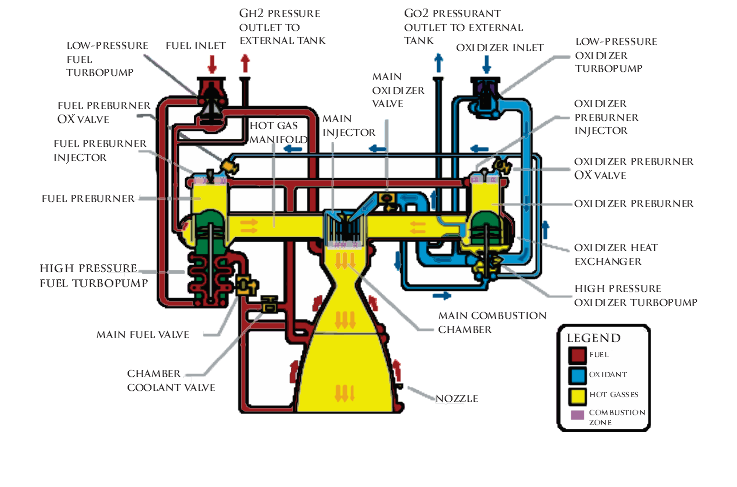 GH2 PRESSURE
OUTLET TO
EXTERNAL TANK
GO2 PRESSURANT
OUTLET TO EXTERNAL
TANK
LOW-PRESSURE
FUEL
TURBOPUMP
FUEL INLET
OXIDIZER INLET
LOW-PRESSURE
OXIDIZER
TURBOPUMP
MAIN
OXIDIZER
VALVE
FUEL PREBURNER
OX VALVE
OXIDIZER
PREBURNER
INJECTOR
HOT GAS
MANIFOLD
MAIN
INJECTOR
FUEL PREBURNER
INJECTOR
OXIDIZER PREBURNER
OX VALVE
FUEL PREBURNER
OXIDIZER PREBURNER
OXIDIZER HEAT
EXCHANGER
HIGH PRESSURE
FUEL TURBOPUMP
HIGH PRESSURE
OXIDIZER TURBOPUMP
MAIN FUEL VALVE
MAIN COMBUSTION
CHAMBER
CHAMBER
COOLANT VALVE
NOZZLE
LEGEND
FUEL
OXIDANT
HOT GASSES
COMBUSTION
ZONE